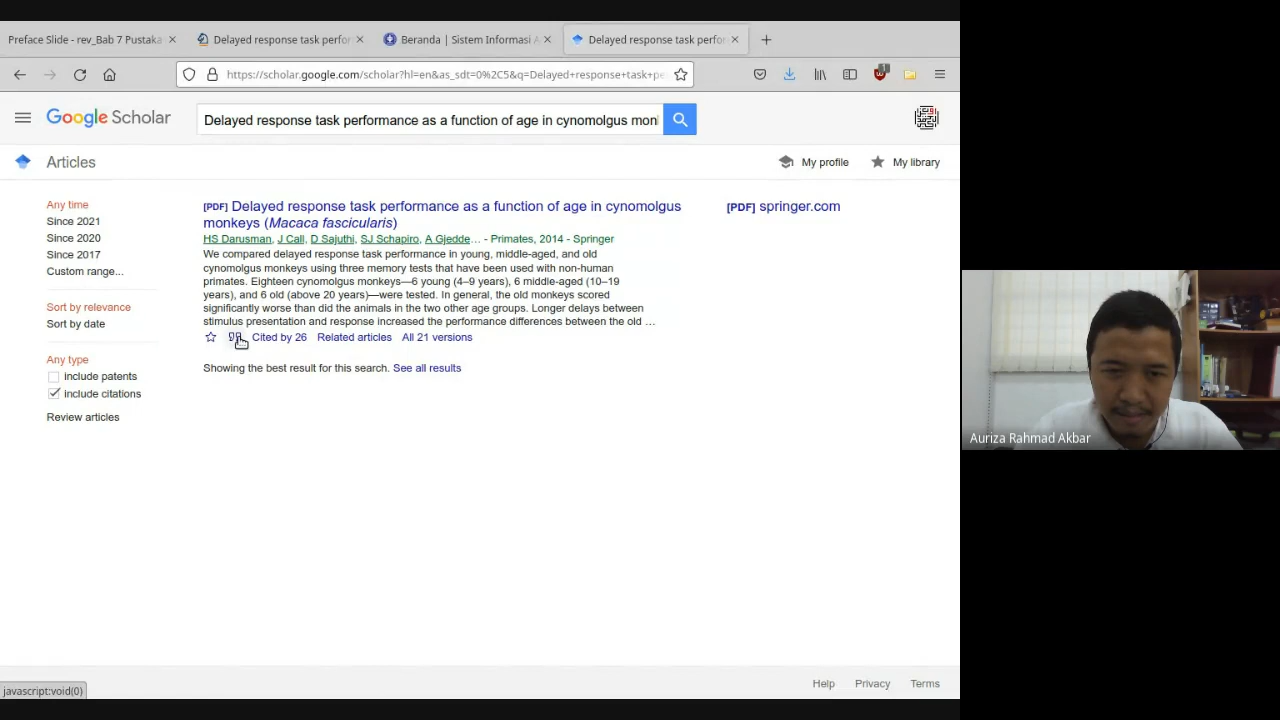 Preface Slide - rev_Bab 7 Pustaka
Delayed response task perfor
Beranda | Sistem Informasi A
Delayed response task perfor
https://scholar.google.com/scholar?hl=en&as_sdt=0%2C5&q=Delayed+response+task+pe
1
Google Scholar
Delayed response task performance as a function of age in cynomolgus monl
Articles
My profile
My library
Any time
Since 2021
Since 2020
Since 2017
Custom range...
Sort by relevance
Sort by date
Any type
include patents
include citations
Review articles
[PDF] Delayed response task performance as a function of age in cynomolgus
monkeys (Macaca fascicularis)
HS Darusman, J Call, D Sajuthi, SJ Schapiro, A Gjedde… - Primates, 2014 - Springer
We compared delayed response task performance in young, middle-aged, and old
cynomolgus monkeys using three memory tests that have been used with non-human
primates. Eighteen cynomolgus monkeys—6 young (4–9 years), 6 middle-aged (10–19
years), and 6 old (above 20 years)—were tested. In general, the old monkeys scored
significantly worse than did the animals in the two other age groups. Longer delays between
stimulus presentation and response increased the performance differences between the old …
Cited by 26 Related articles All 21 versions
Showing the best result for this search. See all results
[PDF] springer.com
Auriza Rahmad Akbar
Help Privacy Terms
javascript:void(0)